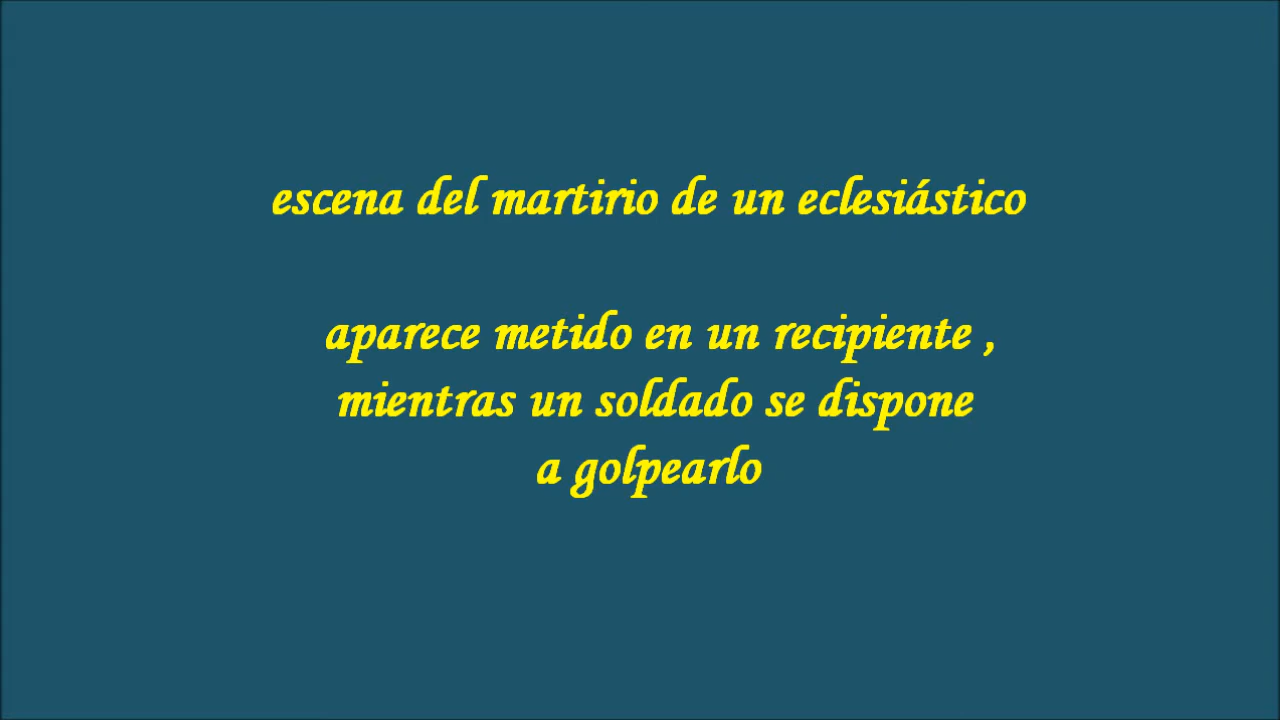 escena del martirio de un eclesiástico
aparece metido en un recipiente ,
mientras un soldado se dispone
a golpearlo